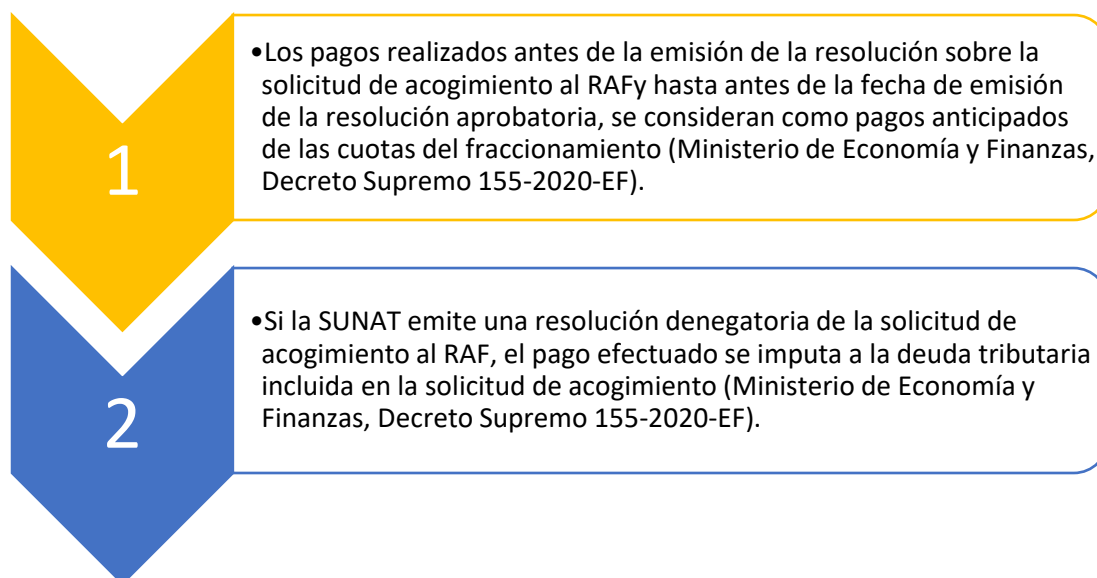 1
•Los pagos realizados antes de la emisión de la resolución sobre la
solicitud de acogimiento al RAFy hasta antes de la fecha de emisión
de la resolución aprobatoria, se consideran como pagos anticipados
de las cuotas del fraccionamiento (Ministerio de Economía y Finanzas,
Decreto Supremo 155-2020-EF).
2
•Si la SUNAT emite una resolución denegatoria de la solicitud de
acogimiento al RAF, el pago efectuado se imputa a la deuda tributaria
incluida en la solicitud de acogimiento (Ministerio de Economía y
Finanzas, Decreto Supremo 155-2020-EF).